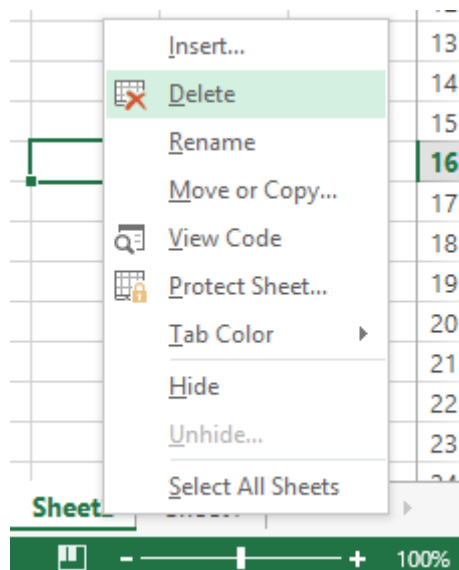 Insert...
Delete
Rename
Move or Copy...
View Code
Protect Sheet...
Tab Color
Hide
Unhide...
Select All Sheets
13
14
15
16
17
18
19
20
21
22
23
Sheet
100%